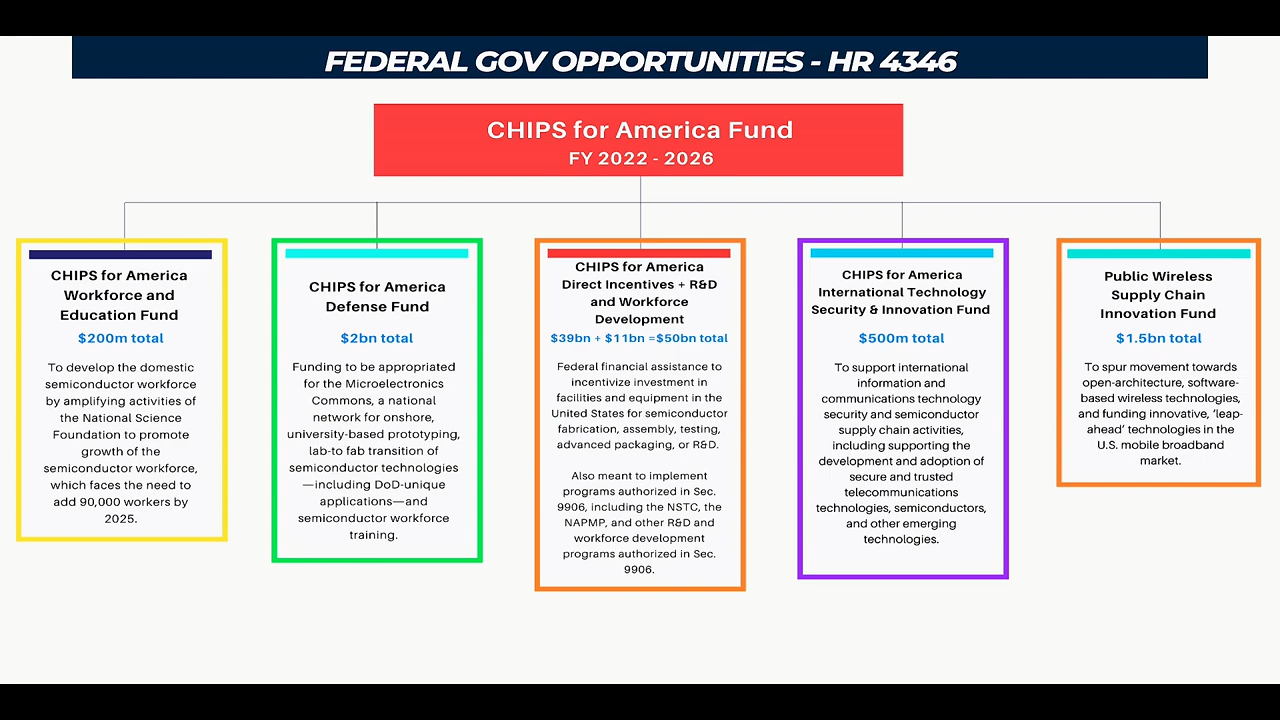 FEDERAL GOV OPPORTUNITIES - HR 4346
CHIPS for America Fund
FY 2022 - 2026
CHIPS for America
Workforce and
Education Fund
$200m total
To develop the domestic
semiconductor workforce
by amplifying activities of
the National Science
Foundation to promote
growth of the
semiconductor workforce,
which faces the need to
add 90,000 workers by
2025.
CHIPS for America
Defense Fund
$2bn total
Funding to be appropriated
for the Microelectronics
Commons, a national
network for onshore,
university-based prototyping,
lab-to fab transition of
semiconductor technologies
—including DoD-unique
applications—and
semiconductor workforce
training.
CHIPS for America
Direct Incentives + R&D
and Workforce
Development
$39bn + $11bn =$50bn total
Federal financial assistance to
incentivize investment in
facilities and equipment in the
United States for semiconductor
fabrication, assembly, testing,
advanced packaging, or R&D.
Also meant to implement
programs authorized in Sec.
9906, including the NSTC, the
NAPMP, and other R&D and
workforce development
programs authorized in Sec.
9906.
CHIPS for America
International Technology
Security & Innovation Fund
$500m total
To support international
information and
communications technology
security and semiconductor
supply chain activities,
including supporting the
development and adoption of
secure and trusted
telecommunications
technologies, semiconductors,
and other emerging
technologies.
Public Wireless
Supply Chain
Innovation Fund
$1.5bn total
To spur movement towards
open-architecture, software-
based wireless technologies,
and funding innovative, ‘leap-
ahead’ technologies in the
U.S. mobile broadband
market.